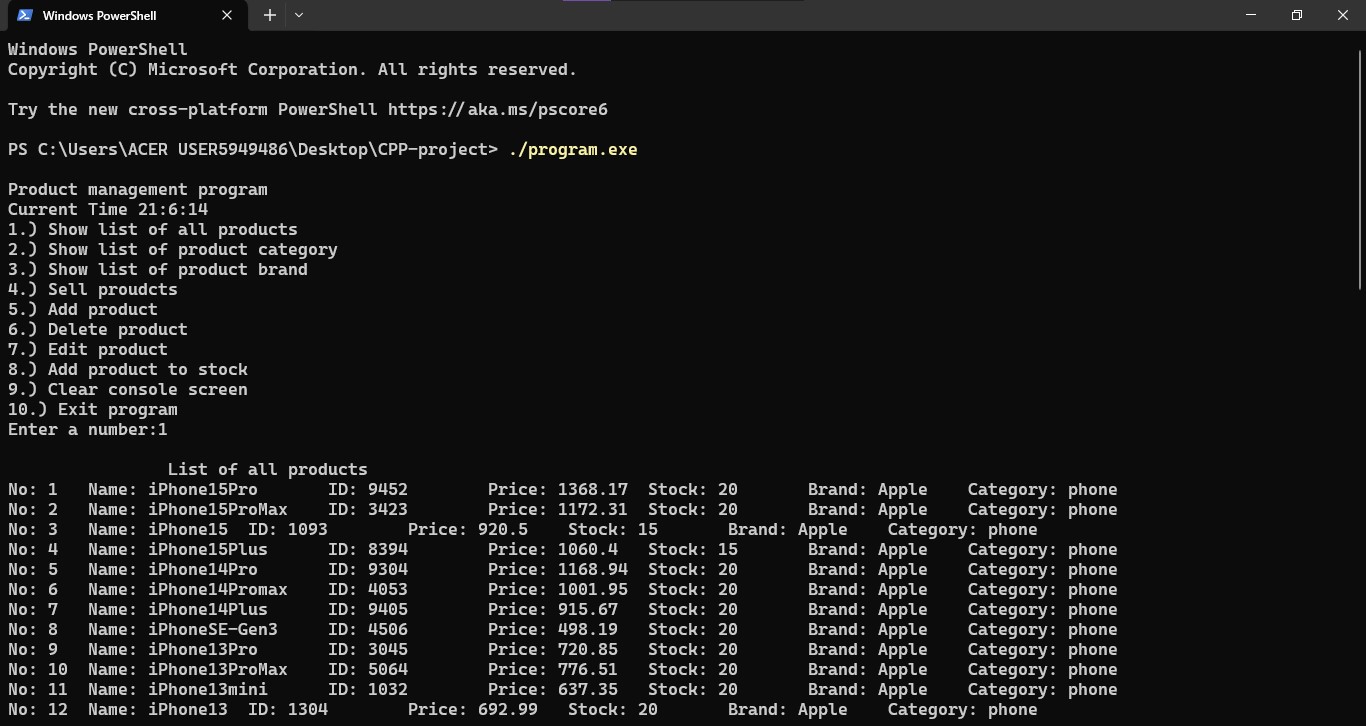 Windows PowerShell
Windows PowerShell
Copyright (C) Microsoft Corporation. All rights reserved.
Try the new cross-platform PowerShell https://aka.ms/pscore6
PS C:\Users\ACER USER5949486\Desktop\CPP-project> ./program.exe
Product management program
Current Time 21:6:14
1.) Show list of all products
2.) Show list of product category
3.) Show list of product brand
4.) Sell proudcts
5.) Add product
6.) Delete product
7.) Edit product
8.) Add product to stock
9.) Clear console screen
10.) Exit program
Enter a number:1
List of all products
No: 1 Name: iPhone15Pro ID: 9452 Price: 1368.17 Stock: 20 Brand: Apple Category: phone
No: 2 Name: iPhone15ProMax ID: 3423 Price: 1172.31 Stock: 20 Brand: Apple Category: phone
No: 3 Name: iPhone15 ID: 1093 Price: 920.5 Stock: 15 Brand: Apple Category: phone
No: 4 Name: iPhone15Plus ID: 8394 Price: 1060.4 Stock: 15 Brand: Apple Category: phone
No: 5 Name: iPhone14Pro ID: 9304 Price: 1168.94 Stock: 20 Brand: Apple Category: phone
No: 6 Name: iPhone14Promax ID: 4053 Price: 1001.95 Stock: 20 Brand: Apple Category: phone
No: 7 Name: iPhone14Plus ID: 9405 Price: 915.67 Stock: 20 Brand: Apple Category: phone
No: 8 Name: iPhoneSE-Gen3 ID: 4506 Price: 498.19 Stock: 20 Brand: Apple Category: phone
No: 9 Name: iPhone13Pro ID: 3045 Price: 720.85 Stock: 20 Brand: Apple Category: phone
No: 10 Name: iPhone13ProMax ID: 5064 Price: 776.51 Stock: 20 Brand: Apple Category: phone
No: 11 Name: iPhone13mini ID: 1032 Price: 637.35 Stock: 20 Brand: Apple Category: phone
No: 12 Name: iPhone13 ID: 1304 Price: 692.99 Stock: 20 Brand: Apple Category: phone